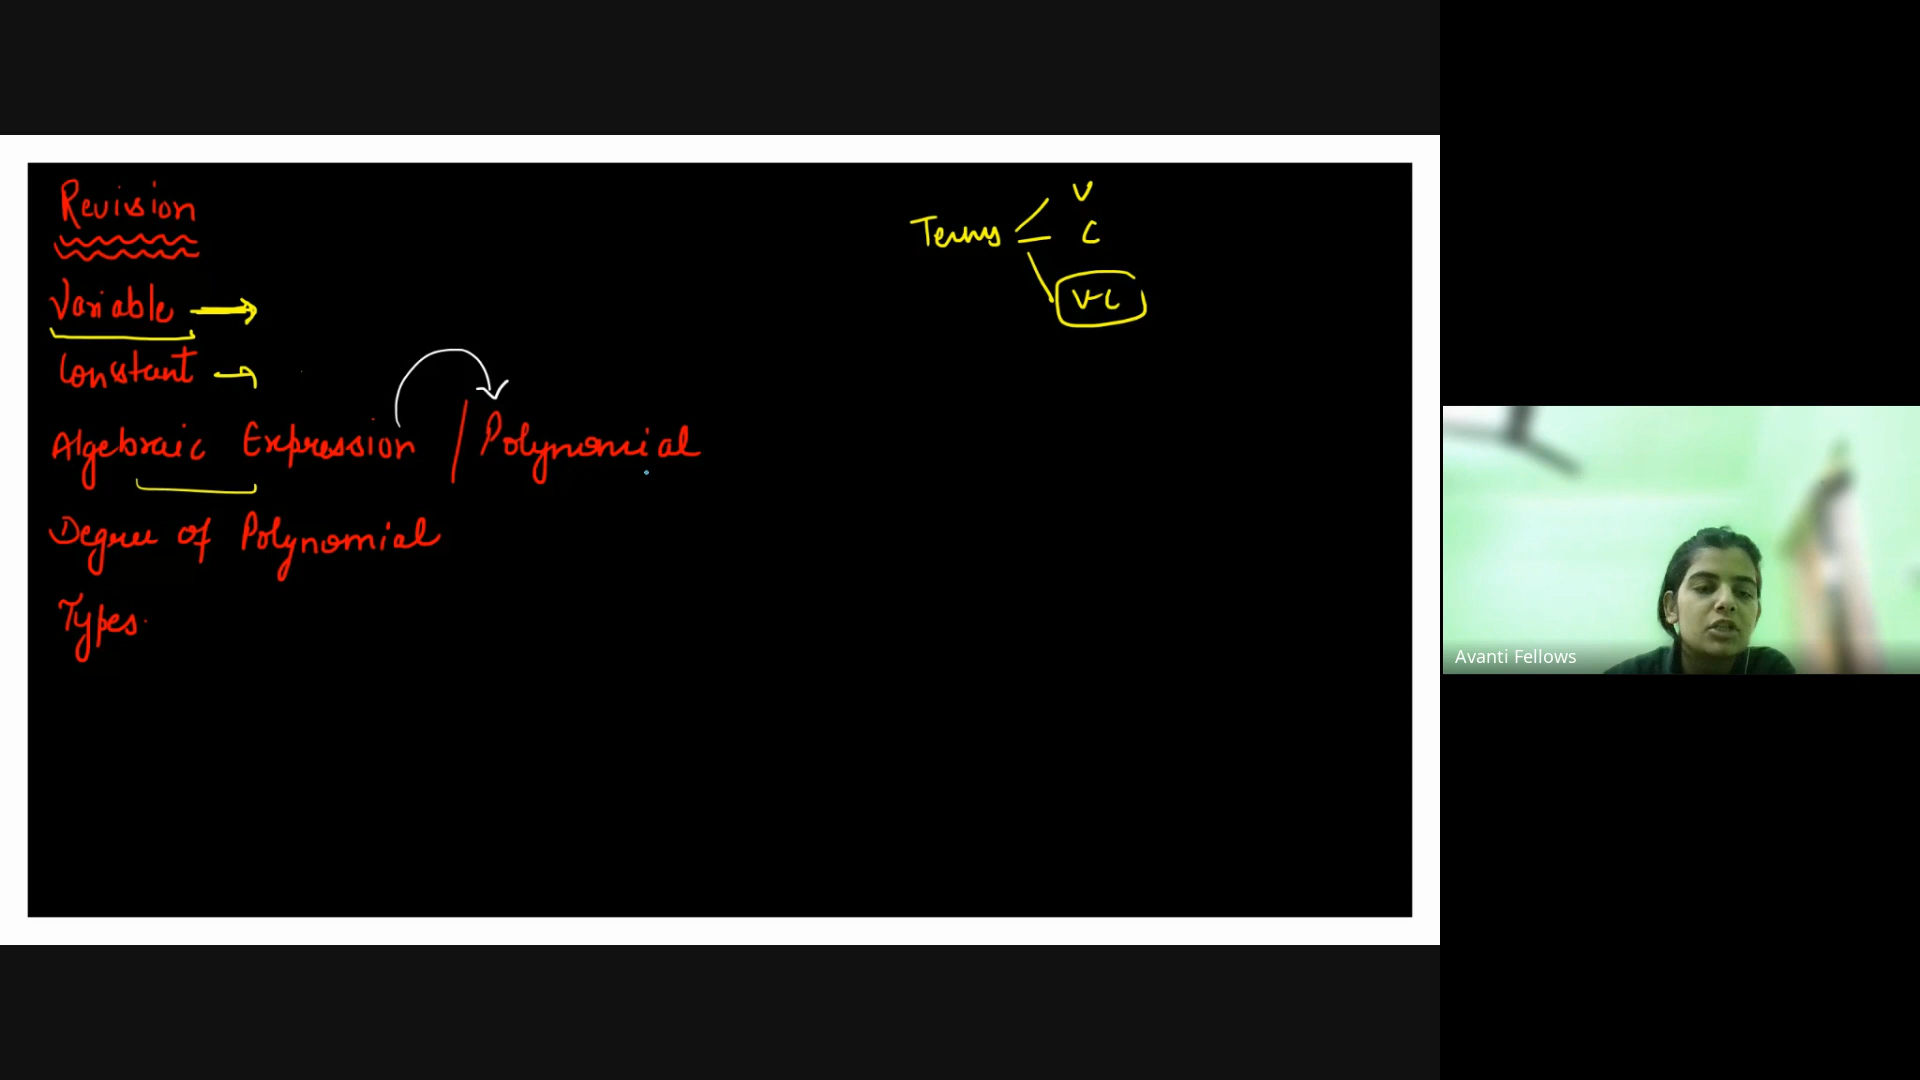 Revision
Variable →
Constant →
Algebraic Expression / Polynomial
Degree of Polynomial
Types.
Terms
V
C
V-C
Avanti Fellows